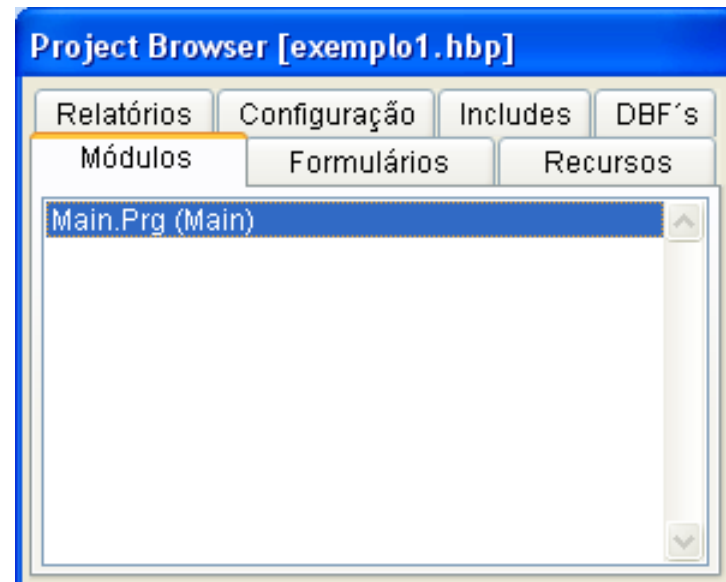 Project Browser [exemplo1.hbp]
Relatórios Configuração Includes DBF´s
Módulos Formulários Recursos
Main.Prg (Main)